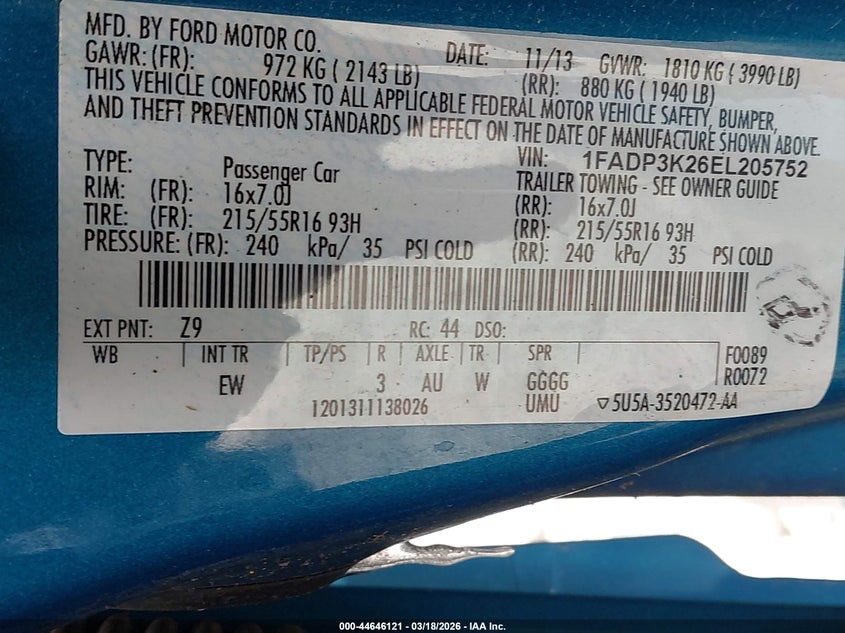 MFD. BY FORD MOTOR CO.
DATE: 11/13 GVWR: 1810 KG ( 3990 LB)
GAWR: (FR): 972 KG ( 2143 LB) (RR): 880 KG ( 1940 LB)
THIS VEHICLE CONFORMS TO ALL APPLICABLE FEDERAL MOTOR VEHICLE SAFETY, BUMPER,
AND THEFT PREVENTION STANDARDS IN EFFECT ON THE DATE OF MANUFACTURE SHOWN ABOVE.
VIN: 1FADP3K26EL205752
TYPE: Passenger Car TRAILER TOWING - SEE OWNER GUIDE
RIM: (FR): 16x7.0J (RR): 16x7.0J
TIRE: (FR): 215/55R16 93H (RR): 215/55R16 93H
PRESSURE: (FR): 240 kPa/ 35 PSI COLD (RR): 240 kPa/ 35 PSI COLD
EXT PNT: Z9 RC: 44 DSO:
WB INT TR TP/PS R AXLE TR SPR F0089
EW 3 AU W GGGG R0072
1201311138026 UMU ▽5U5A-3520472-AA
000-44646121 – 03/18/2026 – IAA Inc.